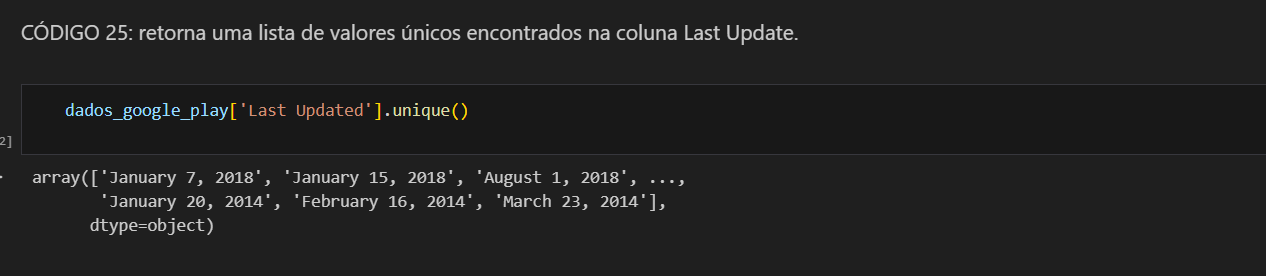 CÓDIGO 25: retorna uma lista de valores únicos encontrados na coluna Last Update.
dados_google_play['Last Updated'].unique()
2]
array(['January 7, 2018', 'January 15, 2018', 'August 1, 2018', ...,
'January 20, 2014', 'February 16, 2014', 'March 23, 2014'],
dtype=object)